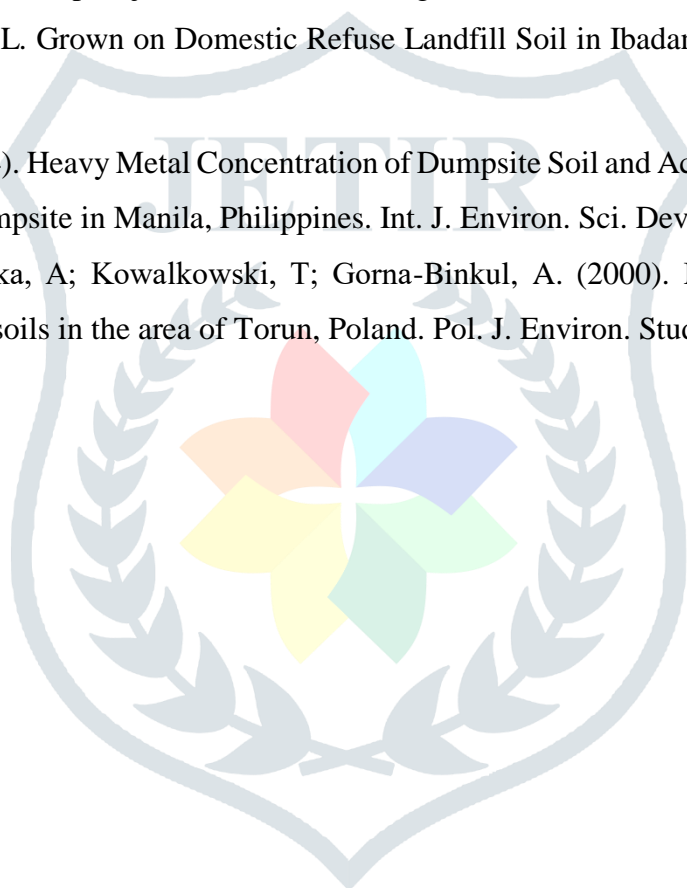 L. Grown on Domestic Refuse Landfill Soil in Ibadan
). Heavy Metal Concentration of Dumpsite Soil and Ac
mpsite in Manila, Philippines. Int. J. Environ. Sci. Dev
ka, A; Kowalkowski, T; Gorna-Binkul, A. (2000).
soils in the area of Torun, Poland. Pol. J. Environ. Stud
JETIR